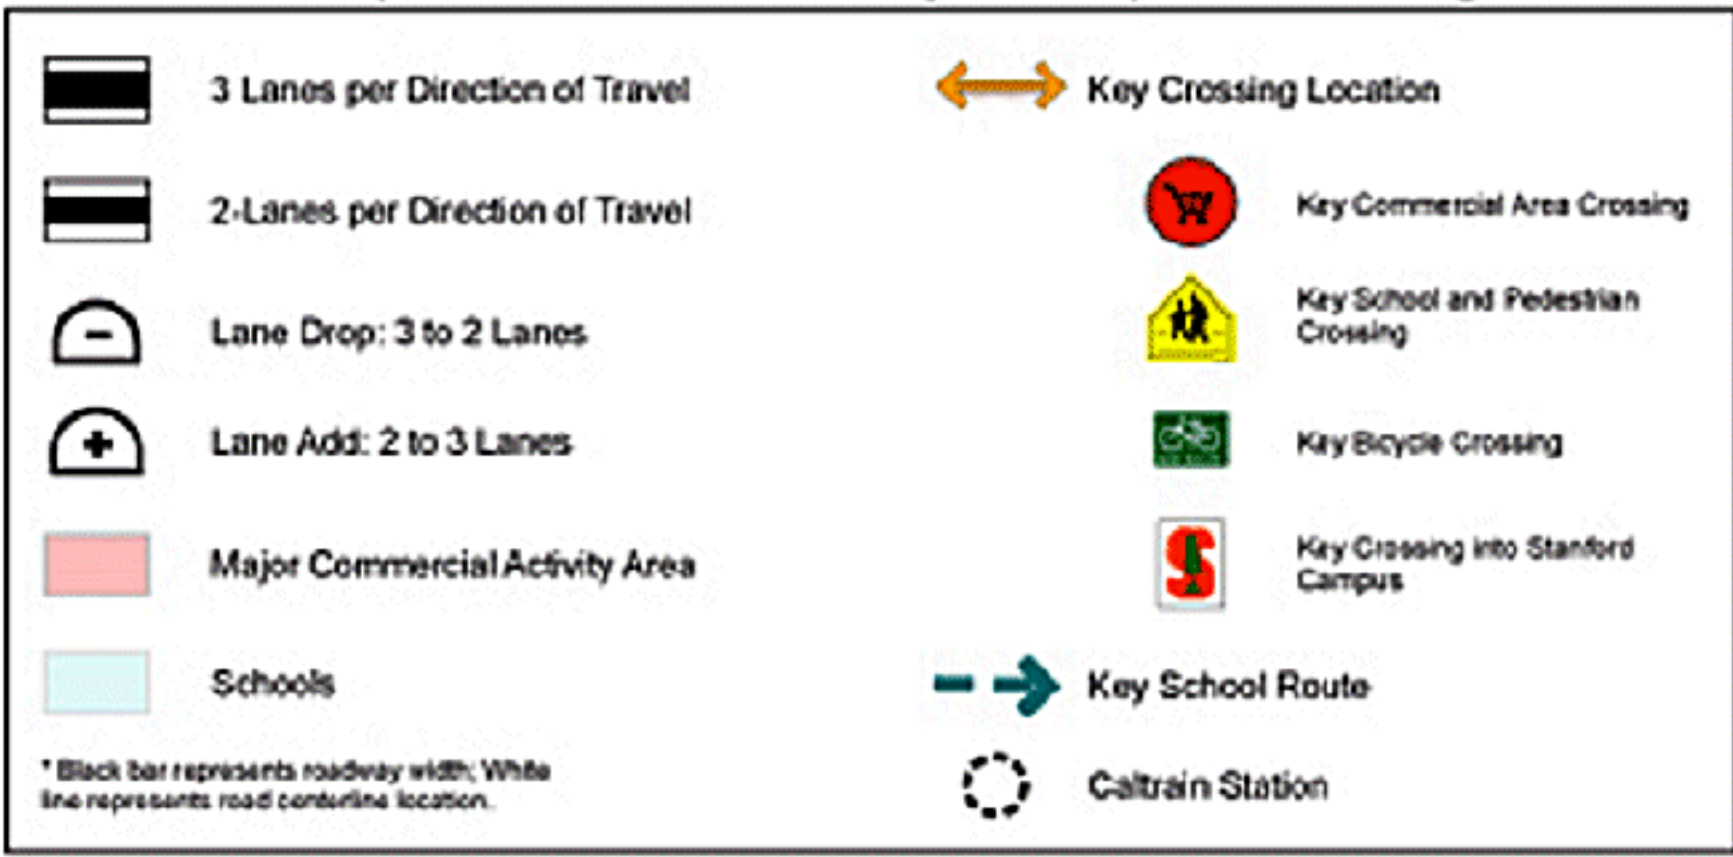 3 Lanes per Direction of Travel
2-Lanes per Direction of Travel
Lane Drop: 3 to 2 Lanes
Lane Add: 2 to 3 Lanes
Major Commercial Activity Area
Schools
* Black bar represents roadway width; White
line represents road centerline location.
Key Crossing Location
Key Commercial Area Crossing
Key School and Pedestrian
Crossing
Key Bicycle Crossing
S
Key Crossing into Stanford
Campus
Key School Route
Caltrain Station